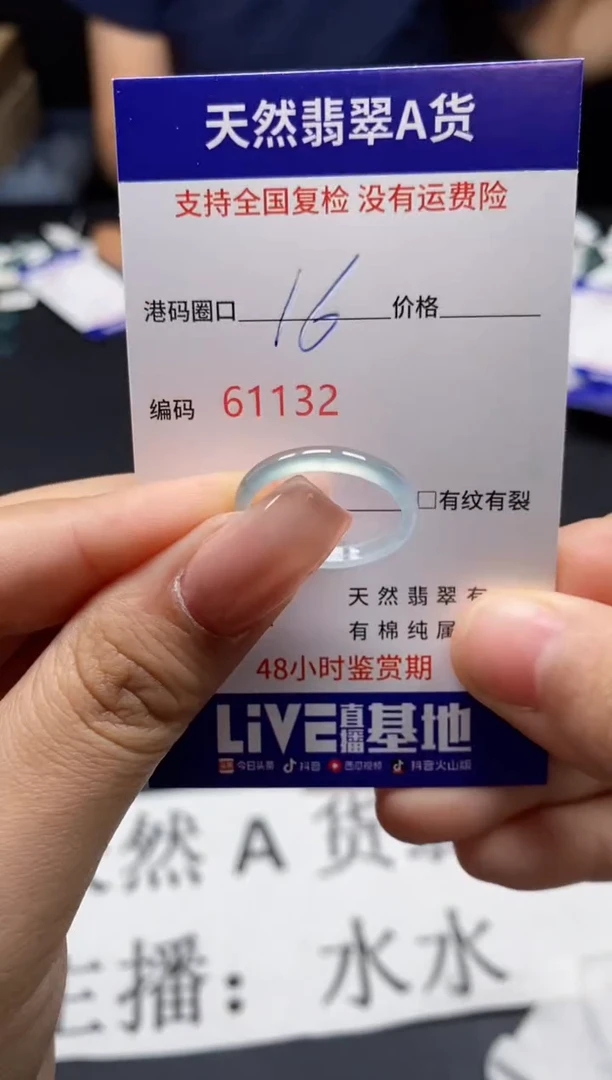 天然翡翠A货
支持全国复检 没有运费险
港码圈口 16 价格
编码 61132
□有纹有裂
天然翡翠有
有棉纯属
48小时鉴赏期
LiVE直播基地
今日头条 抖音 西瓜视频 抖音火山版
然 A 货
主播：水水